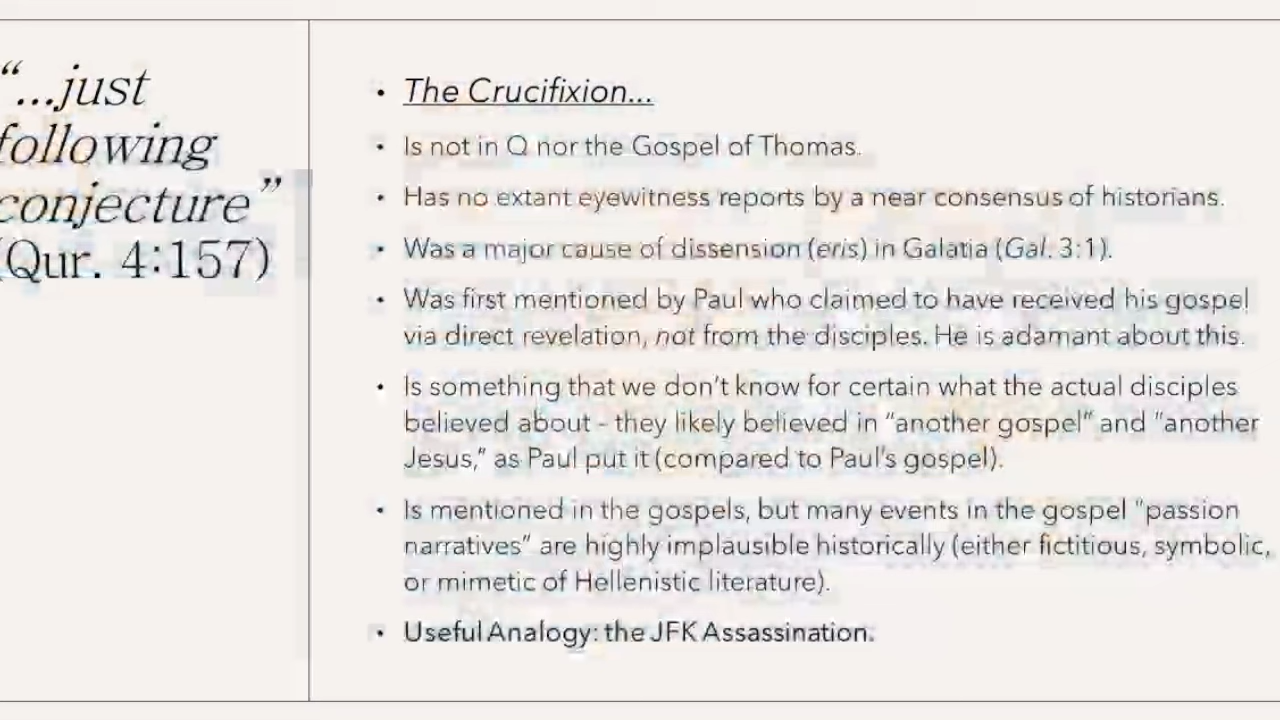 “...just
following
conjecture”
(Qur. 4:157)
• The Crucifixion...
• Is not in Q nor the Gospel of Thomas.
• Has no extant eyewitness reports by a near consensus of historians.
• Was a major cause of dissension (eris) in Galatia (Gal. 3:1).
• Was first mentioned by Paul who claimed to have received his gospel
via direct revelation, not from the disciples. He is adamant about this.
• Is something that we don’t know for certain what the actual disciples
believed about - they likely believed in “another gospel” and “another
Jesus,” as Paul put it (compared to Paul’s gospel).
• Is mentioned in the gospels, but many events in the gospel “passion
narratives” are highly implausible historically (either fictitious, symbolic,
or mimetic of Hellenistic literature).
• Useful Analogy: the JFK Assassination.